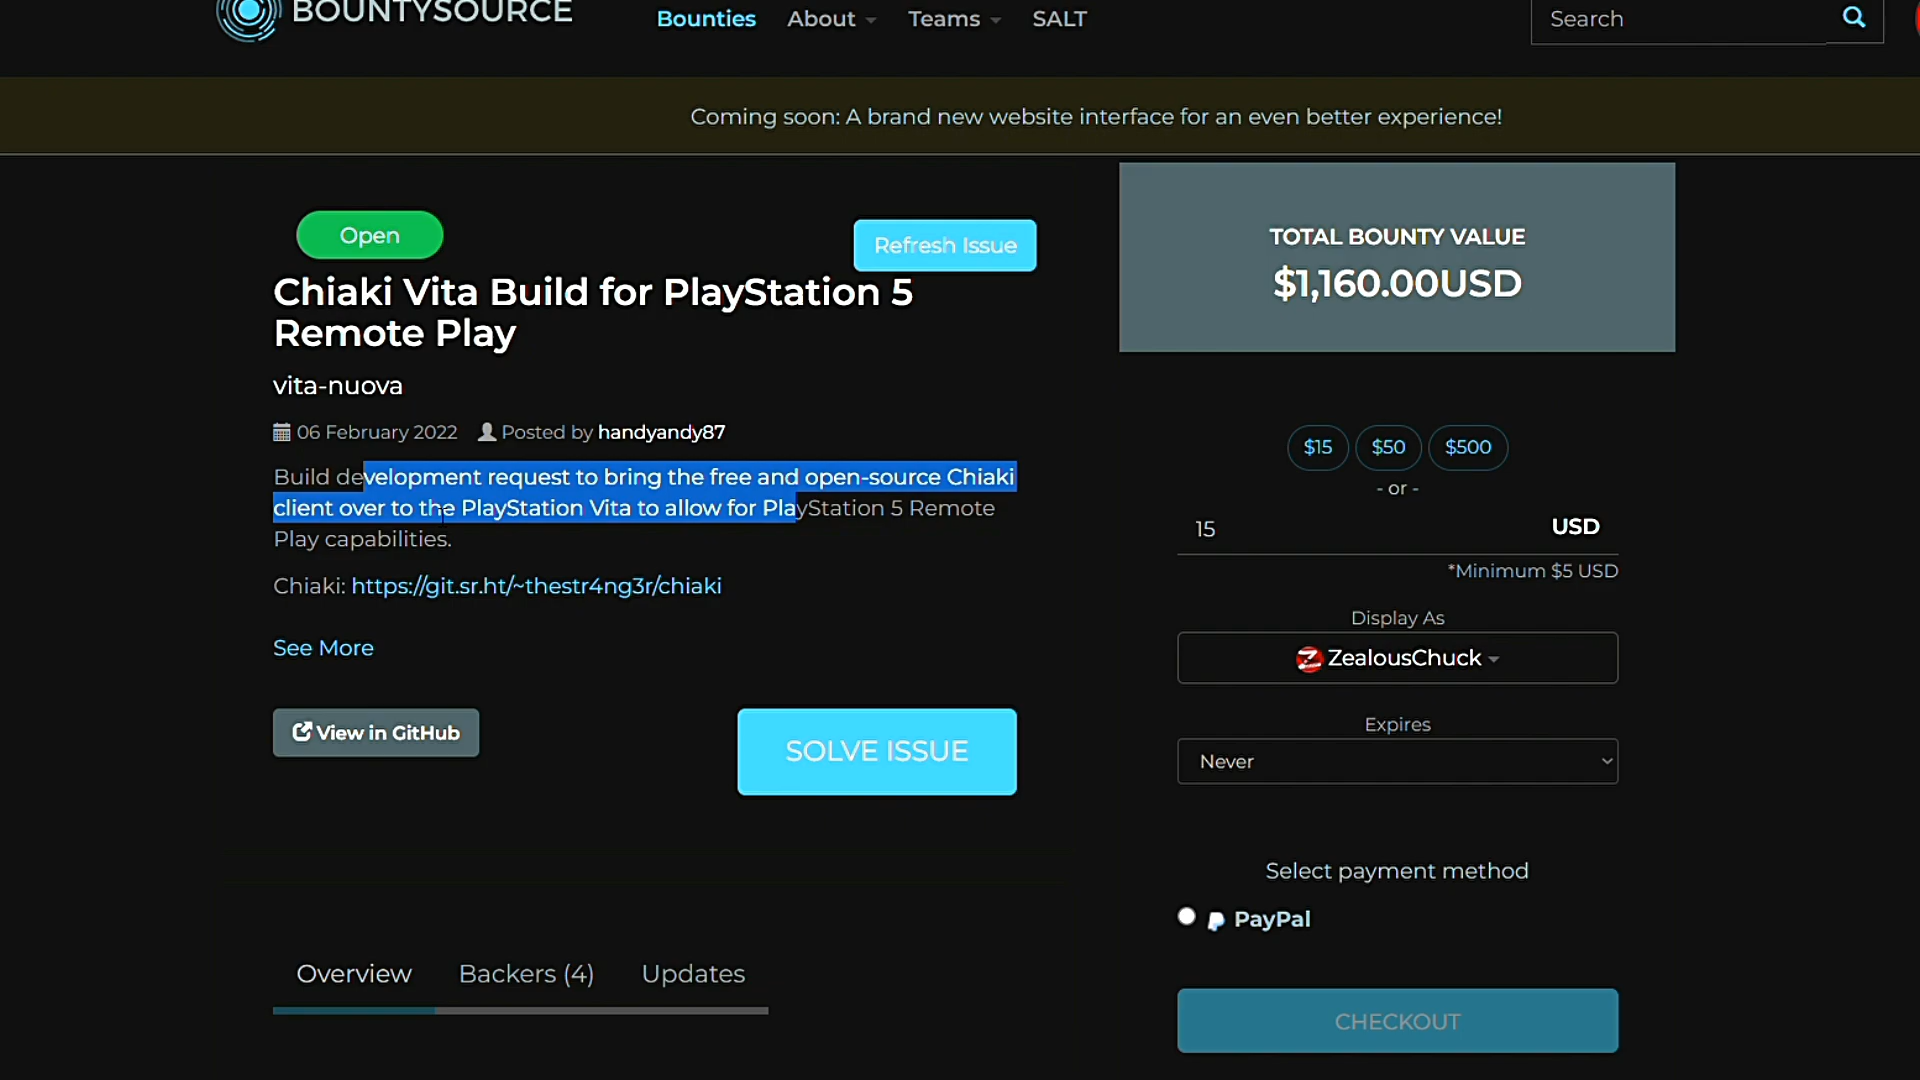 BOUNTYSOURCE
Bounties About Teams SALT
Search
Coming soon: A brand new website interface for an even better experience!
Open
Refresh Issue
Chiaki Vita Build for PlayStation 5
Remote Play
vita-nuova
06 February 2022 Posted by handyandy87
Build development request to bring the free and open-source Chiaki
client over to the PlayStation Vita to allow for PlayStation 5 Remote
Play capabilities.
Chiaki: https://git.sr.ht/~thestr4ng3r/chiaki
See More
View in GitHub
SOLVE ISSUE
Overview Backers (4) Updates
TOTAL BOUNTY VALUE
$1,160.00USD
$15 $50 $500
- or -
15 USD
*Minimum $5 USD
Display As
ZealousChuck
Expires
Never
Select payment method
PayPal
CHECKOUT